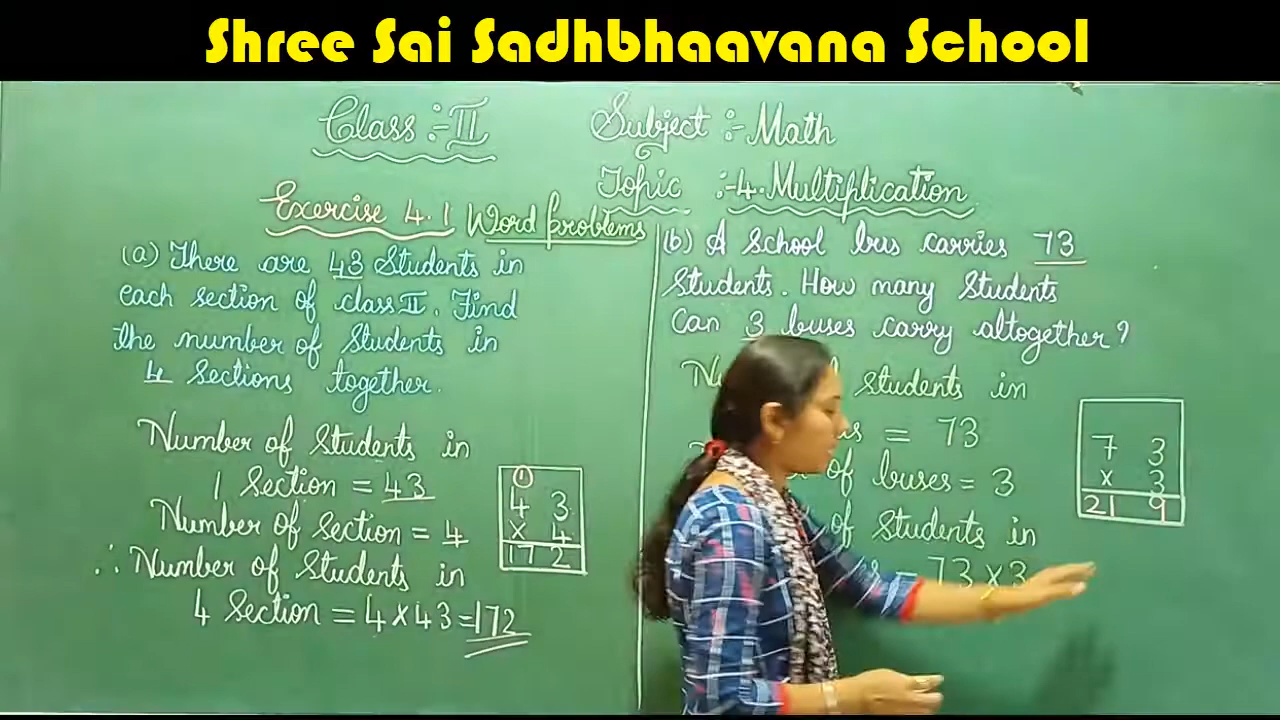 Shree Sai Sadhbhaavana School
Class :- II
Subject :- Math
Topic :- 4. Multiplication
Exercise 4.1 Word problems
(a) There are 43 Students in
each section of class II. Find
the number of Students in
4 Sections together.
Number of Students in
1 Section = 43
Number of Section = 4
∴ Number of Students in
4 Section = 4 × 43 = 172
1
4 3
× 4
172
(b) A School bus carries 73
Students. How many Students
Can 3 buses carry altogether?
students in
= 73
of buses = 3
of Students in
= 73 × 3
7 3
× 3
21 9